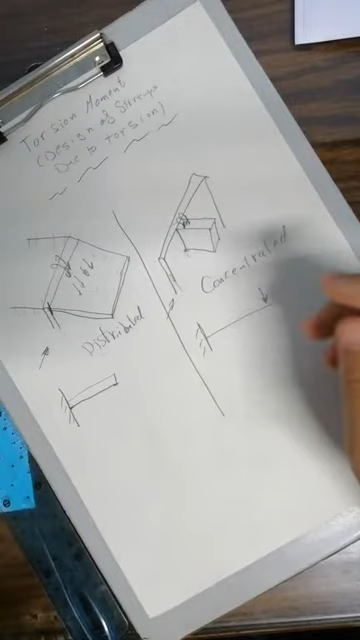 Torsion Moment
(Design of Stirrups
Due to torsion)
Distributed
Concentrated